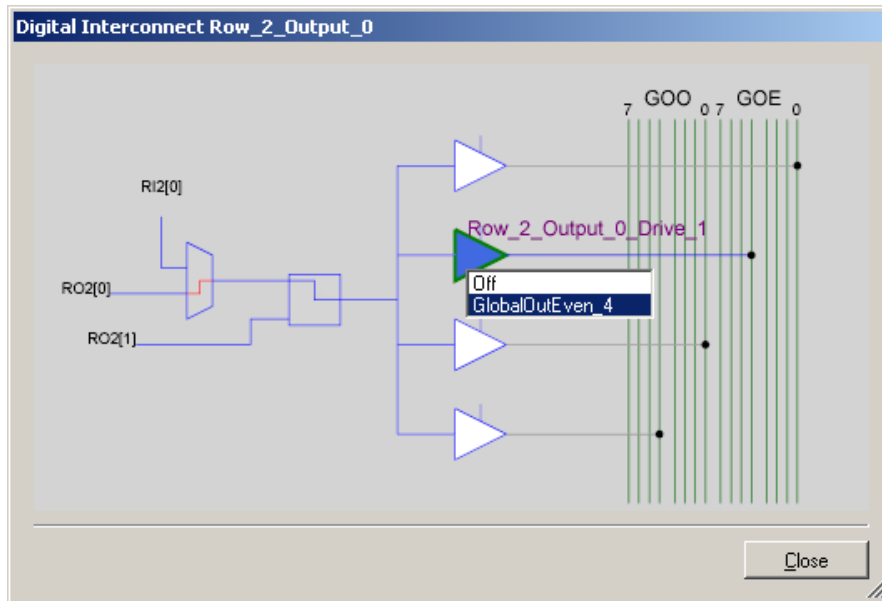 Digital Interconnect Row_2_Output_0
GOO GOE
7 0 7 0
RI2[0]
Row_2_Output_0_Drive_1
Off
RO2[0]
GlobalOutEven_4
RO2[1]
Close